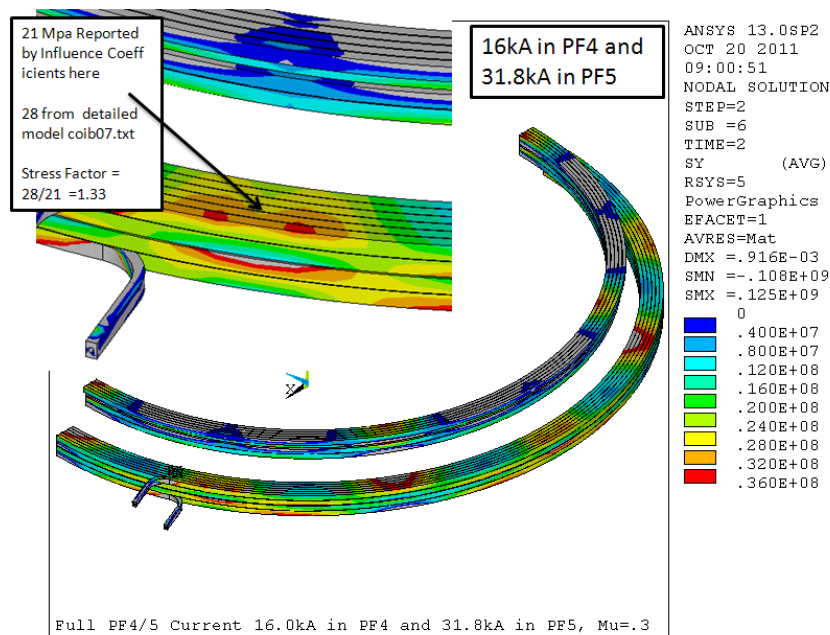 21 Mpa Reported
by Influence Coeff
icients here
28 from detailed
model coib07.txt
Stress Factor =
28/21 =1.33
16kA in PF4 and
31.8kA in PF5
ANSYS 13.0SP2
OCT 20 2011
09:00:51
NODAL SOLUTION
STEP=2
SUB =6
TIME=2
SY (AVG)
RSYS=5
PowerGraphics
EFACET=1
AVRES=Mat
DMX =.916E-03
SMN =-.108E+09
SMX =.125E+09
0
.400E+07
.800E+07
.120E+08
.160E+08
.200E+08
.240E+08
.280E+08
.320E+08
.360E+08
X
Full PF4/5 Current 16.0kA in PF4 and 31.8kA in PF5, Mu=.3